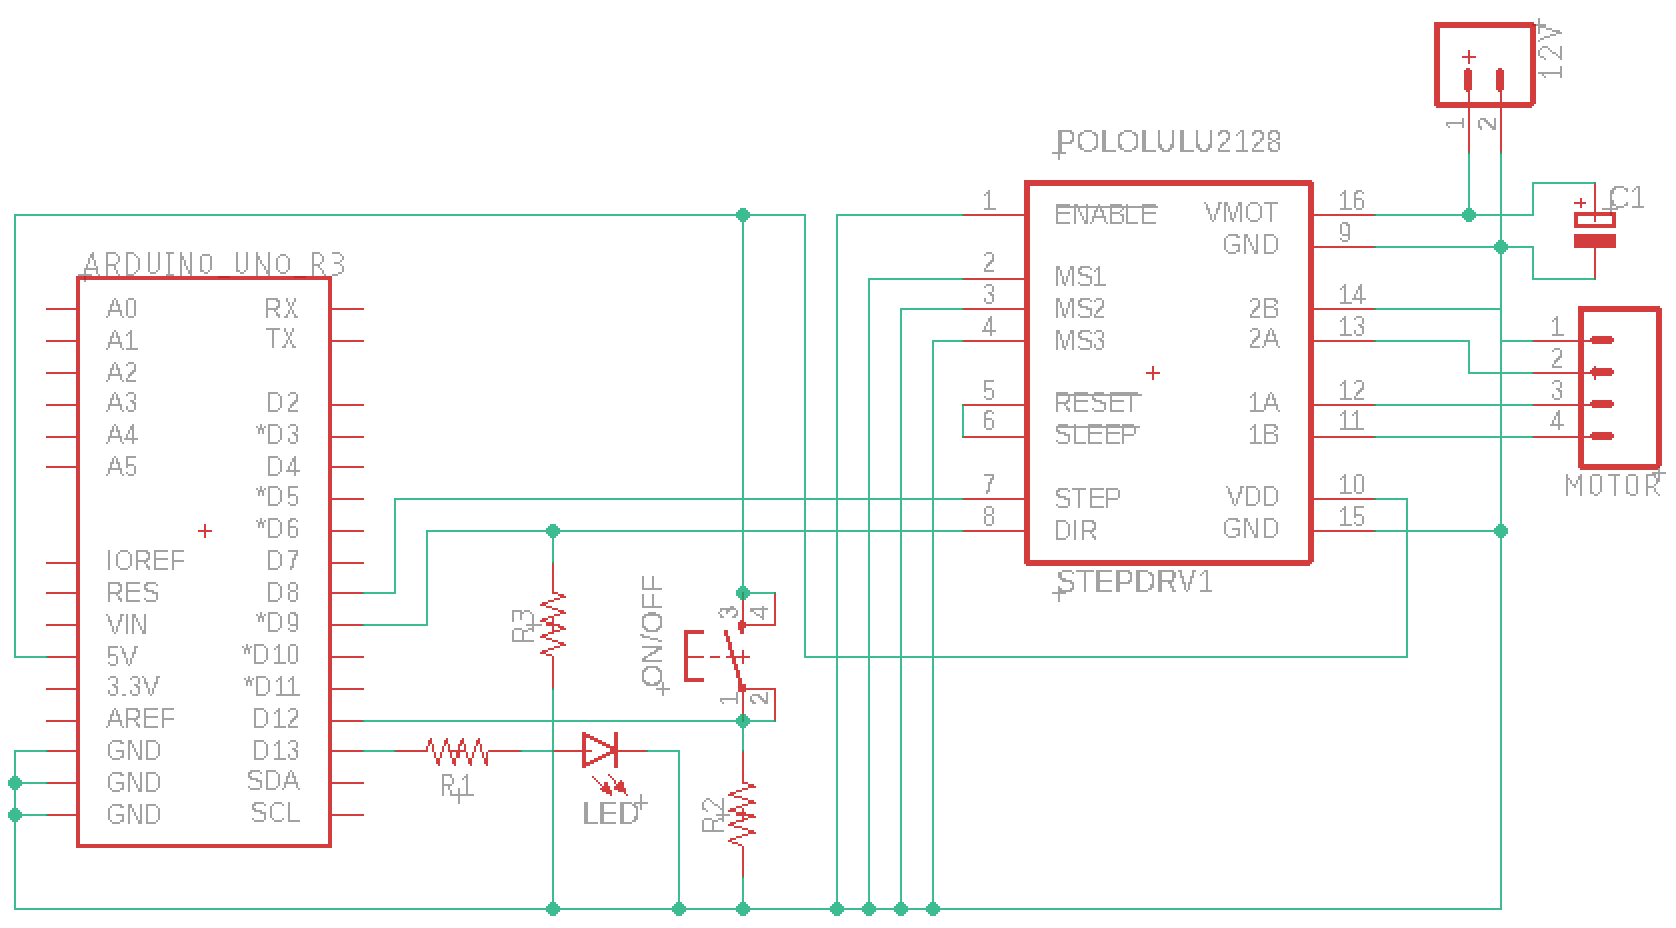 12V
+
1 2
POLOLULU2128
C1
+
1 ENABLE VMOT 16
GND 9
2 MS1
3 MS2 2B 14
4 MS3 2A 13
5 RESET 1A 12
6 SLEEP 1B 11
7 STEP VDD 10
8 DIR GND 15
STEPDRV1
1
2
3
4
MOTOR
ARDUINO_UNO_R3
A0 RX
A1 TX
A2
A3 D2
A4 *D3
A5 D4
*D5
*D6
IOREF D7
RES D8
VIN *D9
5V *D10
3.3V *D11
AREF D12
GND D13
GND SDA
GND SCL
R3
ON/OFF
3 4
1 2
R1
LED
R2